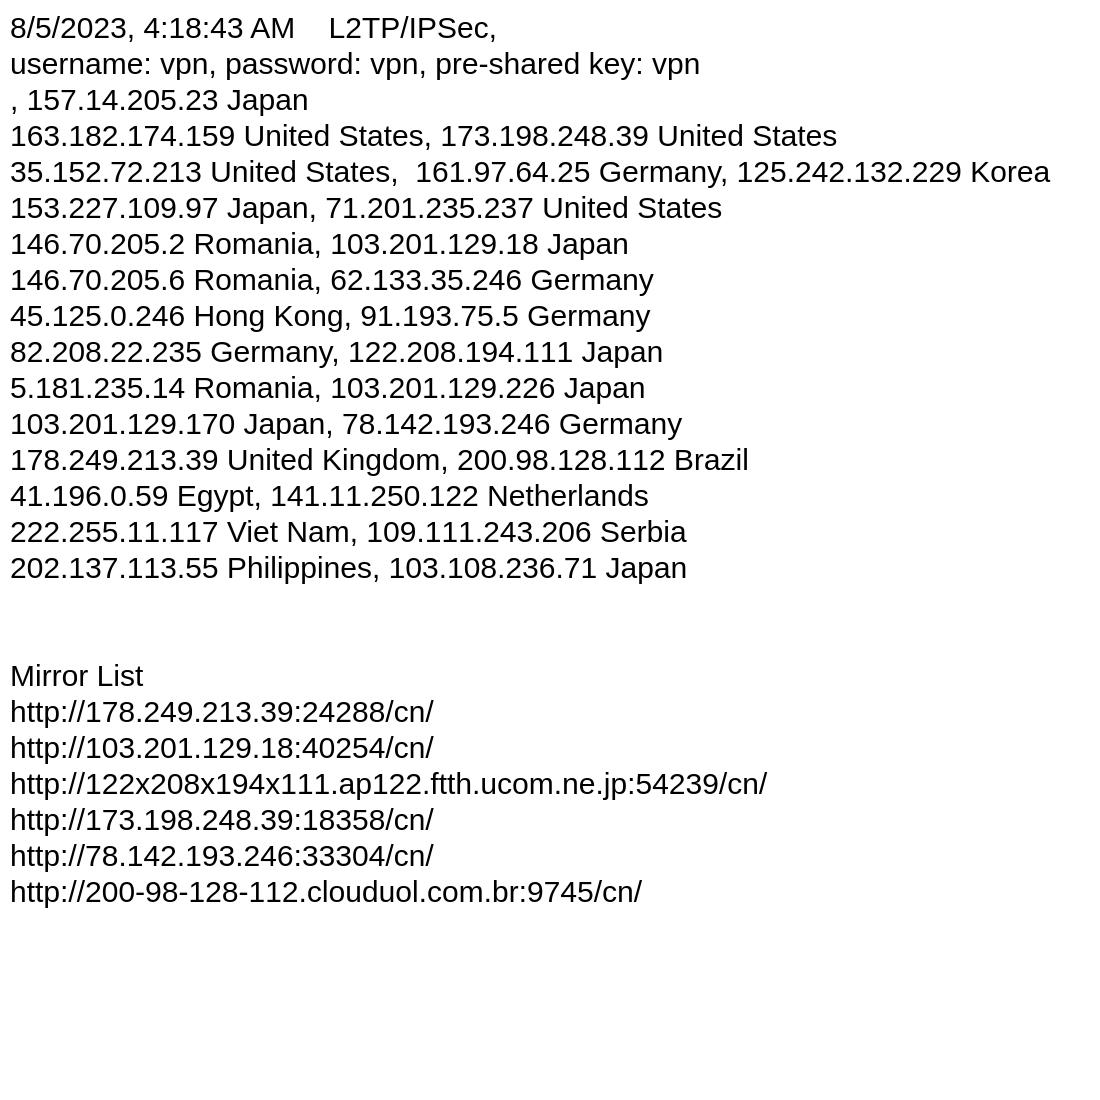 8/5/2023, 4:18:43 AM    L2TP/IPSec,
username: vpn, password: vpn, pre-shared key: vpn
, 157.14.205.23 Japan
163.182.174.159 United States, 173.198.248.39 United States
35.152.72.213 United States,  161.97.64.25 Germany, 125.242.132.229 Korea
153.227.109.97 Japan, 71.201.235.237 United States
146.70.205.2 Romania, 103.201.129.18 Japan
146.70.205.6 Romania, 62.133.35.246 Germany
45.125.0.246 Hong Kong, 91.193.75.5 Germany
82.208.22.235 Germany, 122.208.194.111 Japan
5.181.235.14 Romania, 103.201.129.226 Japan
103.201.129.170 Japan, 78.142.193.246 Germany
178.249.213.39 United Kingdom, 200.98.128.112 Brazil
41.196.0.59 Egypt, 141.11.250.122 Netherlands
222.255.11.117 Viet Nam, 109.111.243.206 Serbia
202.137.113.55 Philippines, 103.108.236.71 Japan
Mirror List
http://178.249.213.39:24288/cn/
http://103.201.129.18:40254/cn/
http://122x208x194x111.ap122.ftth.ucom.ne.jp:54239/cn/
http://173.198.248.39:18358/cn/
http://78.142.193.246:33304/cn/
http://200-98-128-112.clouduol.com.br:9745/cn/